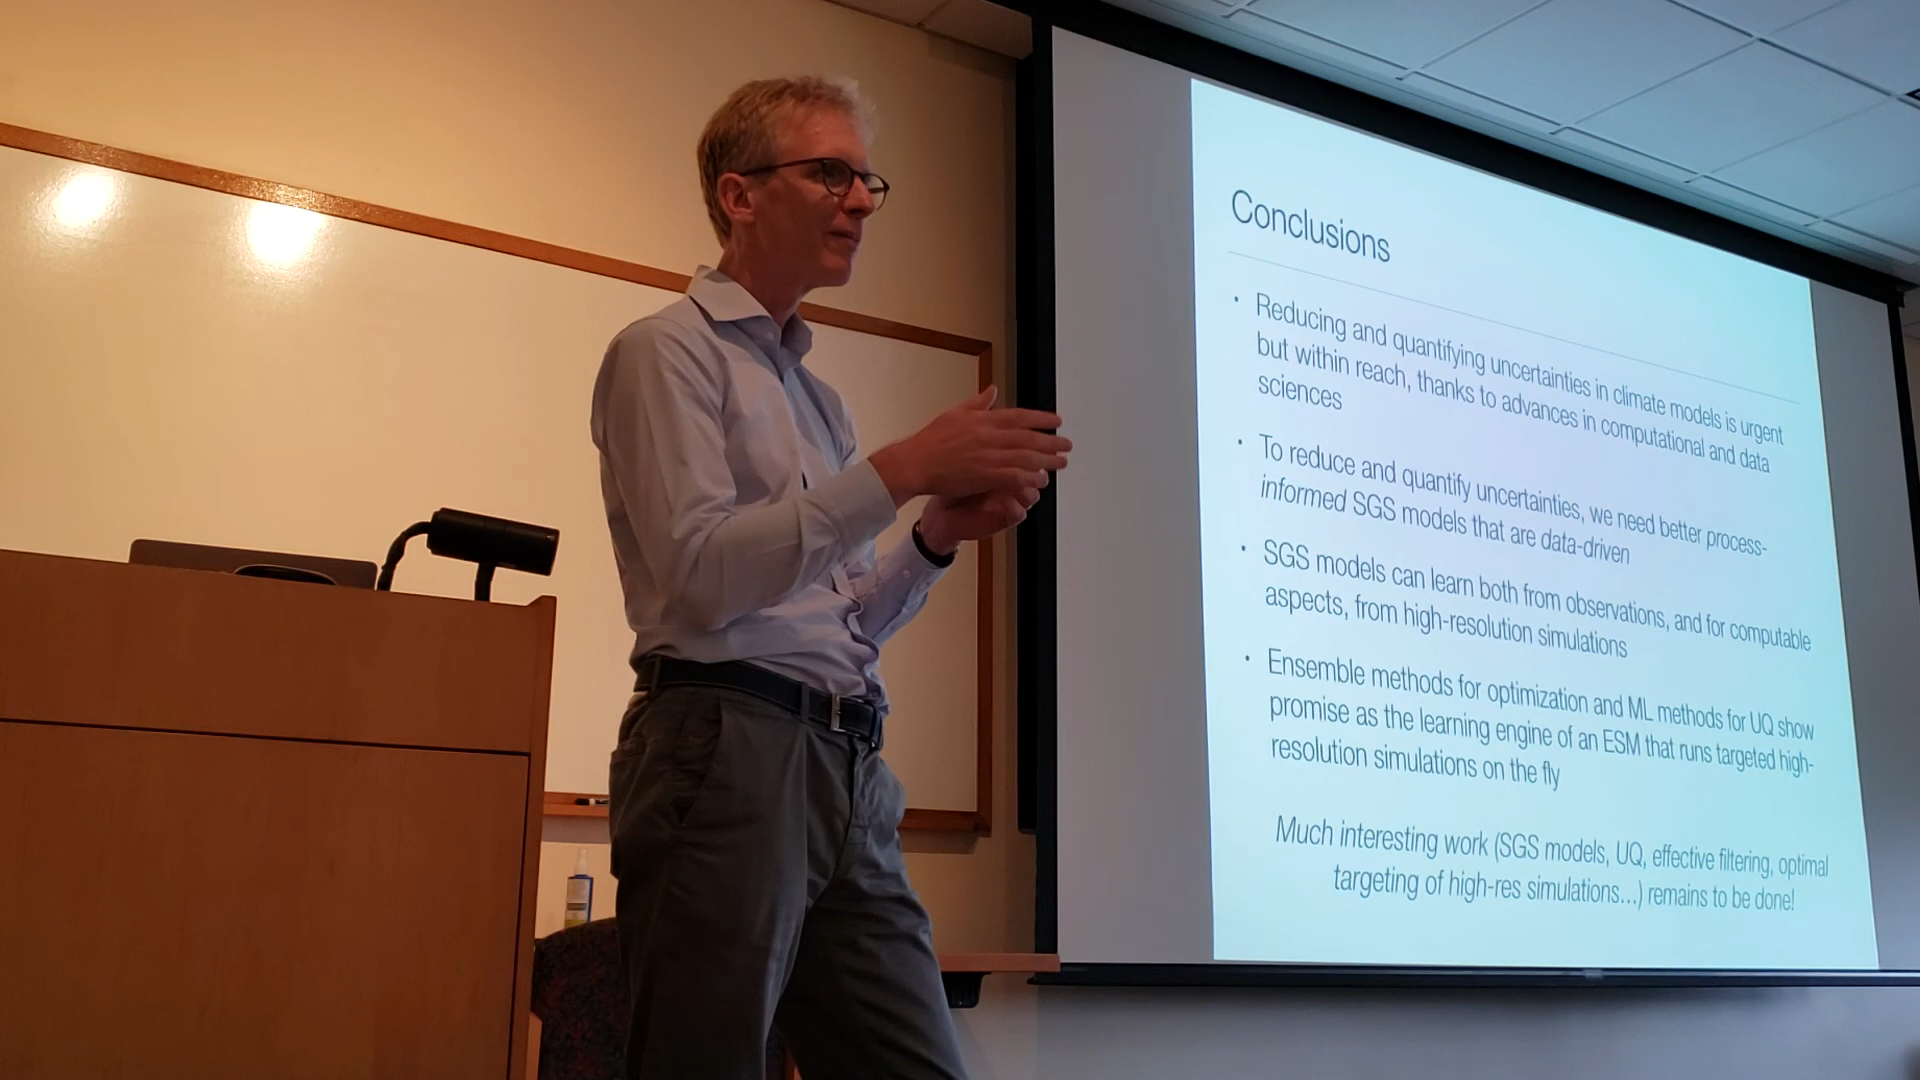 Conclusions
• Reducing and quantifying uncertainties in climate models is urgent
but within reach, thanks to advances in computational and data
sciences
• To reduce and quantify uncertainties, we need better process-
informed SGS models that are data-driven
• SGS models can learn both from observations, and for computable
aspects, from high-resolution simulations
• Ensemble methods for optimization and ML methods for UQ show
promise as the learning engine of an ESM that runs targeted high-
resolution simulations on the fly
Much interesting work (SGS models, UQ, effective filtering, optimal
targeting of high-res simulations...) remains to be done!